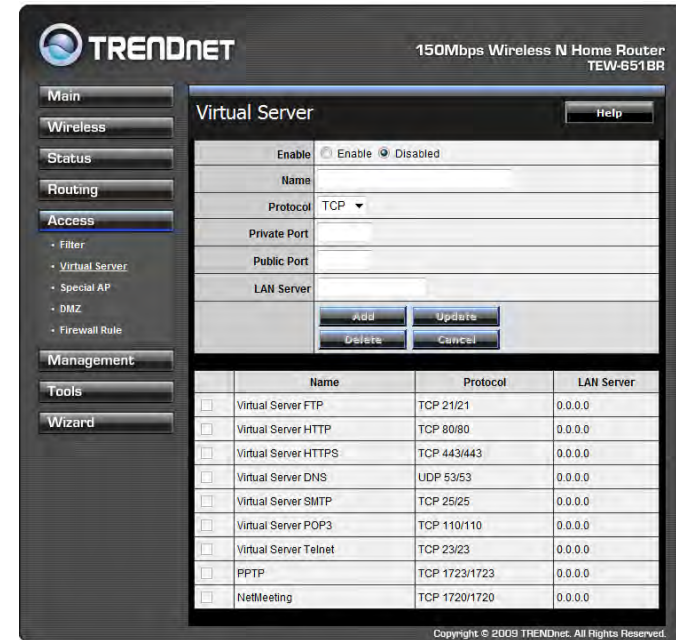 TRENDNET
150Mbps Wireless N Home Router
TEW-651BR
Main
Wireless
Status
Routing
Access
Filter
Virtual Server
Special AP
DMZ
Firewall Rule
Management
Tools
Wizard
Virtual Server
Help
Enable Enable Disabled
Name
Protocol TCP
Private Port
Public Port
LAN Server
Add Update
Delete Cancel
Name Protocol LAN Server
Virtual Server FTP TCP 21/21 0.0.0.0
Virtual Server HTTP TCP 80/80 0.0.0.0
Virtual Server HTTPS TCP 443/443 0.0.0.0
Virtual Server DNS UDP 53/53 0.0.0.0
Virtual Server SMTP TCP 25/25 0.0.0.0
Virtual Server POP3 TCP 110/110 0.0.0.0
Virtual Server Telnet TCP 23/23 0.0.0.0
PPTP TCP 1723/1723 0.0.0.0
NetMeeting TCP 1720/1720 0.0.0.0
Copyright © 2009 TRENDnet. All Rights Reserved.